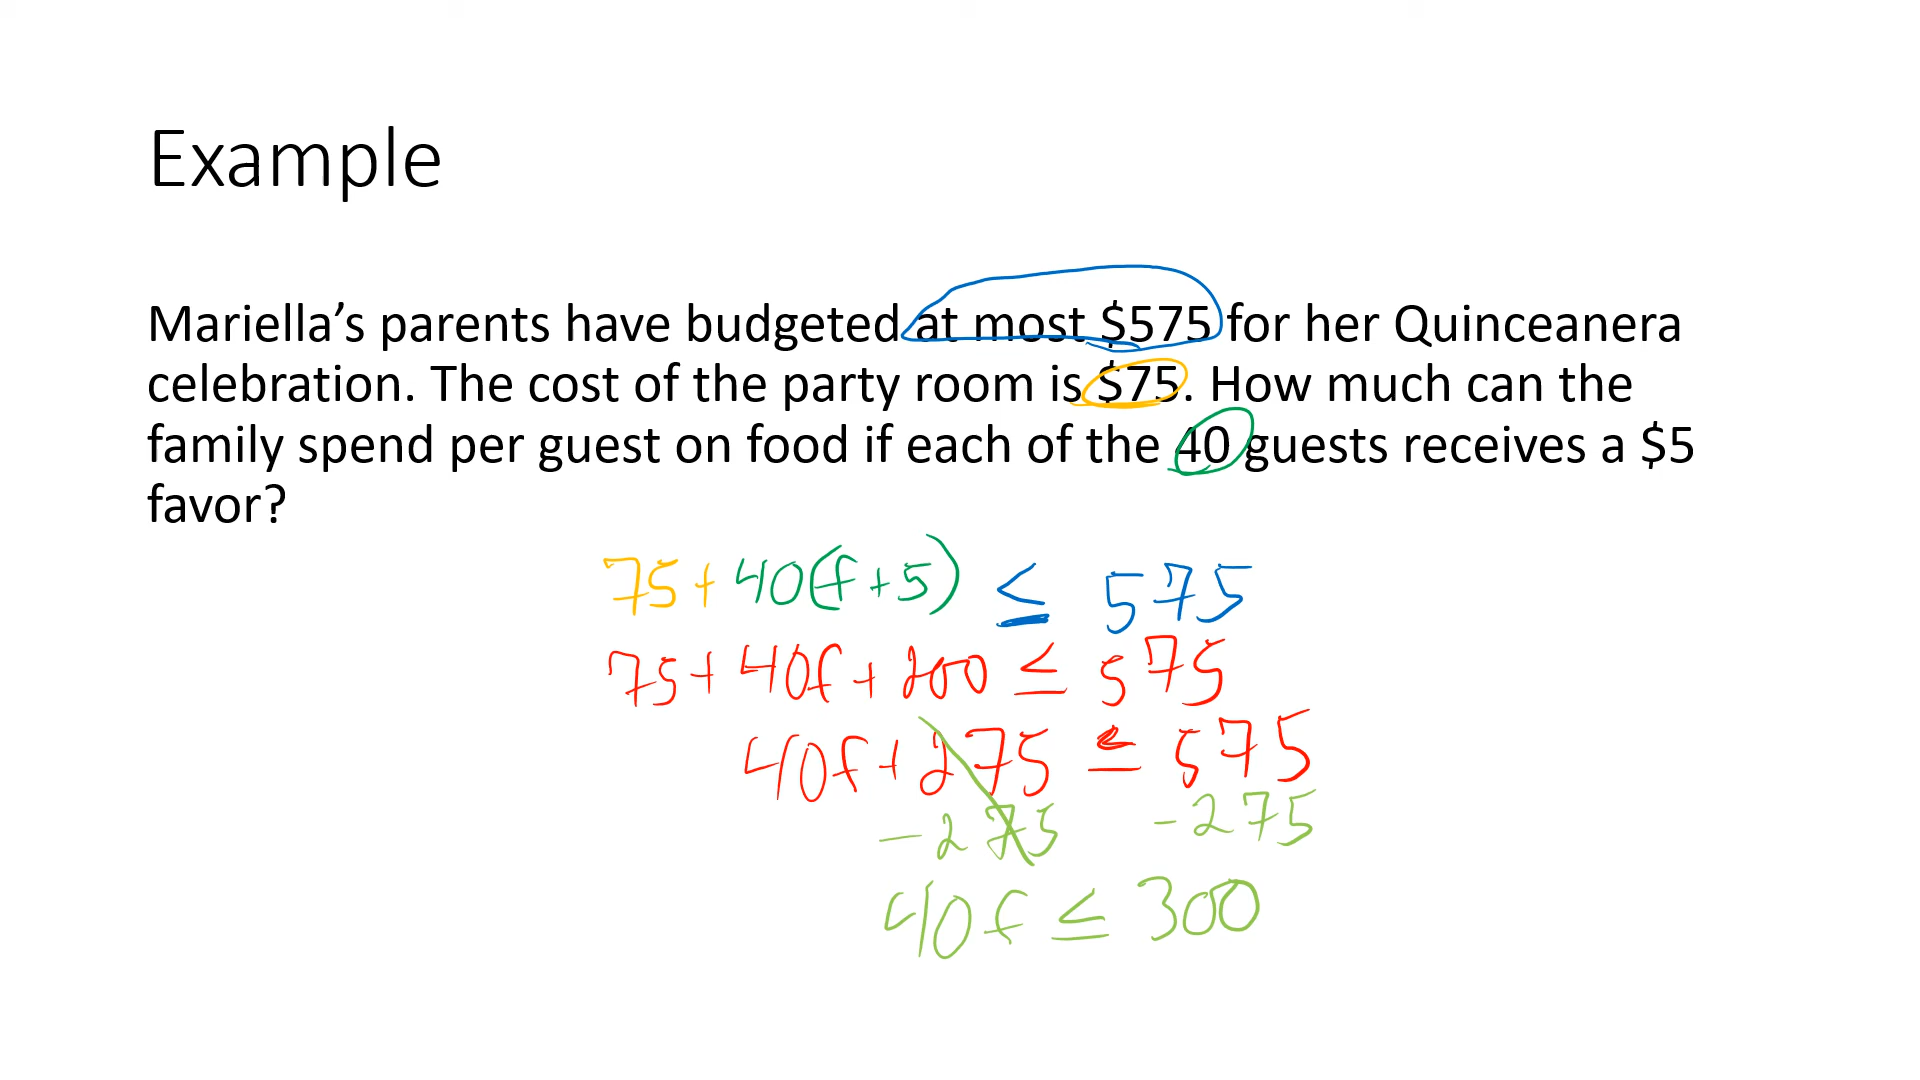 Example
Mariella’s parents have budgeted at most $575 for her Quinceanera
celebration. The cost of the party room is $75. How much can the
family spend per guest on food if each of the 40 guests receives a $5
favor?
75+40(f+5) ≤ 575
75+40f+200 ≤ 575
40f+275 ≤ 575
-275 -275
40f ≤ 300